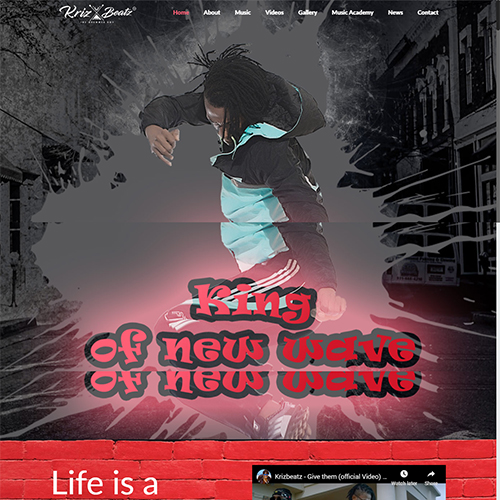 Kriz Beatz
Home About Music Videos Gallery Music Academy News Contact
King
of new wave
of new wave
Life is a
Krizbeatz - Give them (official Video) ...
Watch later Share